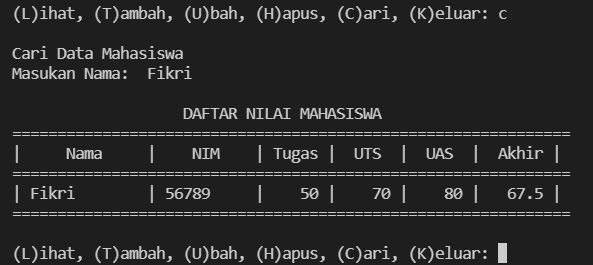 (L)ihat, (T)ambah, (U)bah, (H)apus, (C)ari, (K)eluar: c
Cari Data Mahasiswa
Masukan Nama:  Fikri
DAFTAR NILAI MAHASISWA
==============================================================
|     Nama     |    NIM    | Tugas |  UTS  |  UAS  |  Akhir |
==============================================================
| Fikri        | 56789     |    50 |    70 |    80 |   67.5 |
==============================================================
(L)ihat, (T)ambah, (U)bah, (H)apus, (C)ari, (K)eluar: